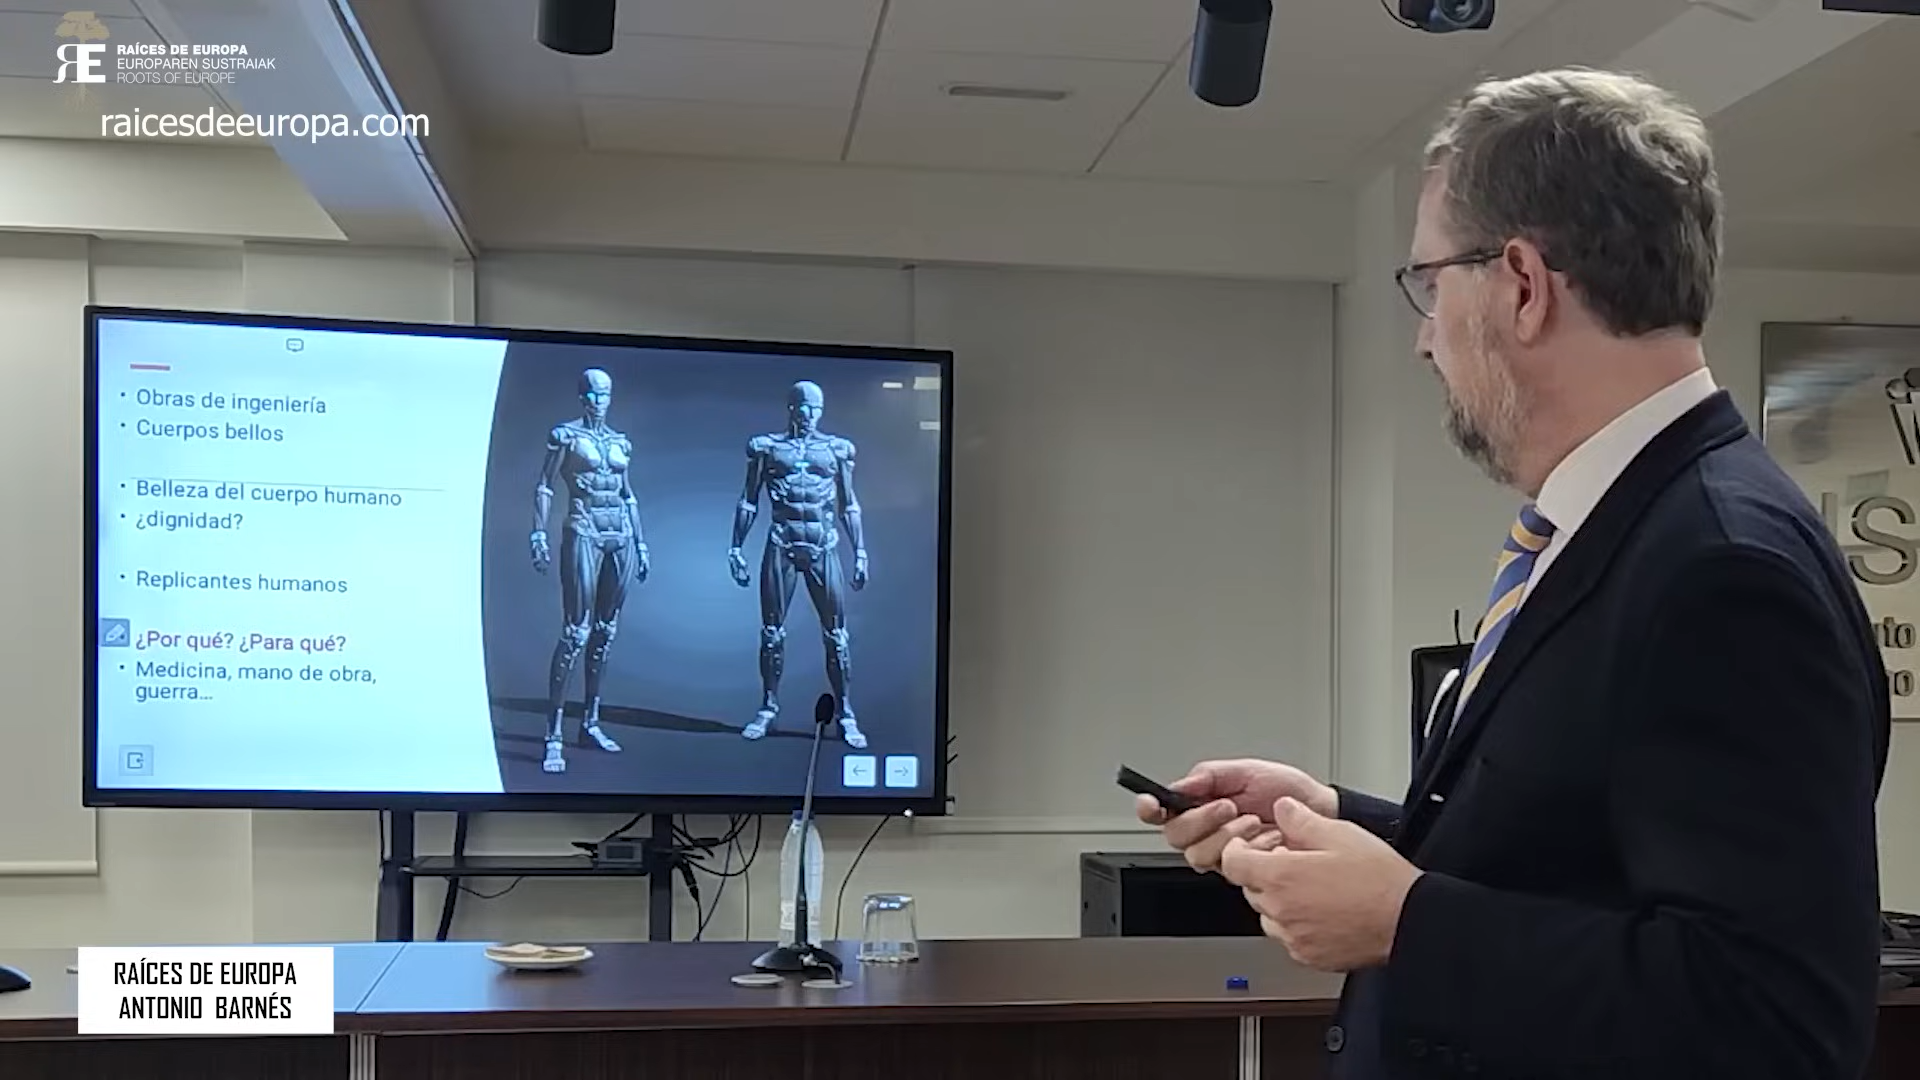 RAÍCES DE EUROPA
EUROPAREN SUSTRAIAK
ROOTS OF EUROPE
raicesdeeuropa.com
Obras de ingeniería
Cuerpos bellos
Belleza del cuerpo humano
¿dignidad?
Replicantes humanos
¿Por qué? ¿Para qué?
Medicina, mano de obra,
guerra...
RAÍCES DE EUROPA
ANTONIO BARNÉS